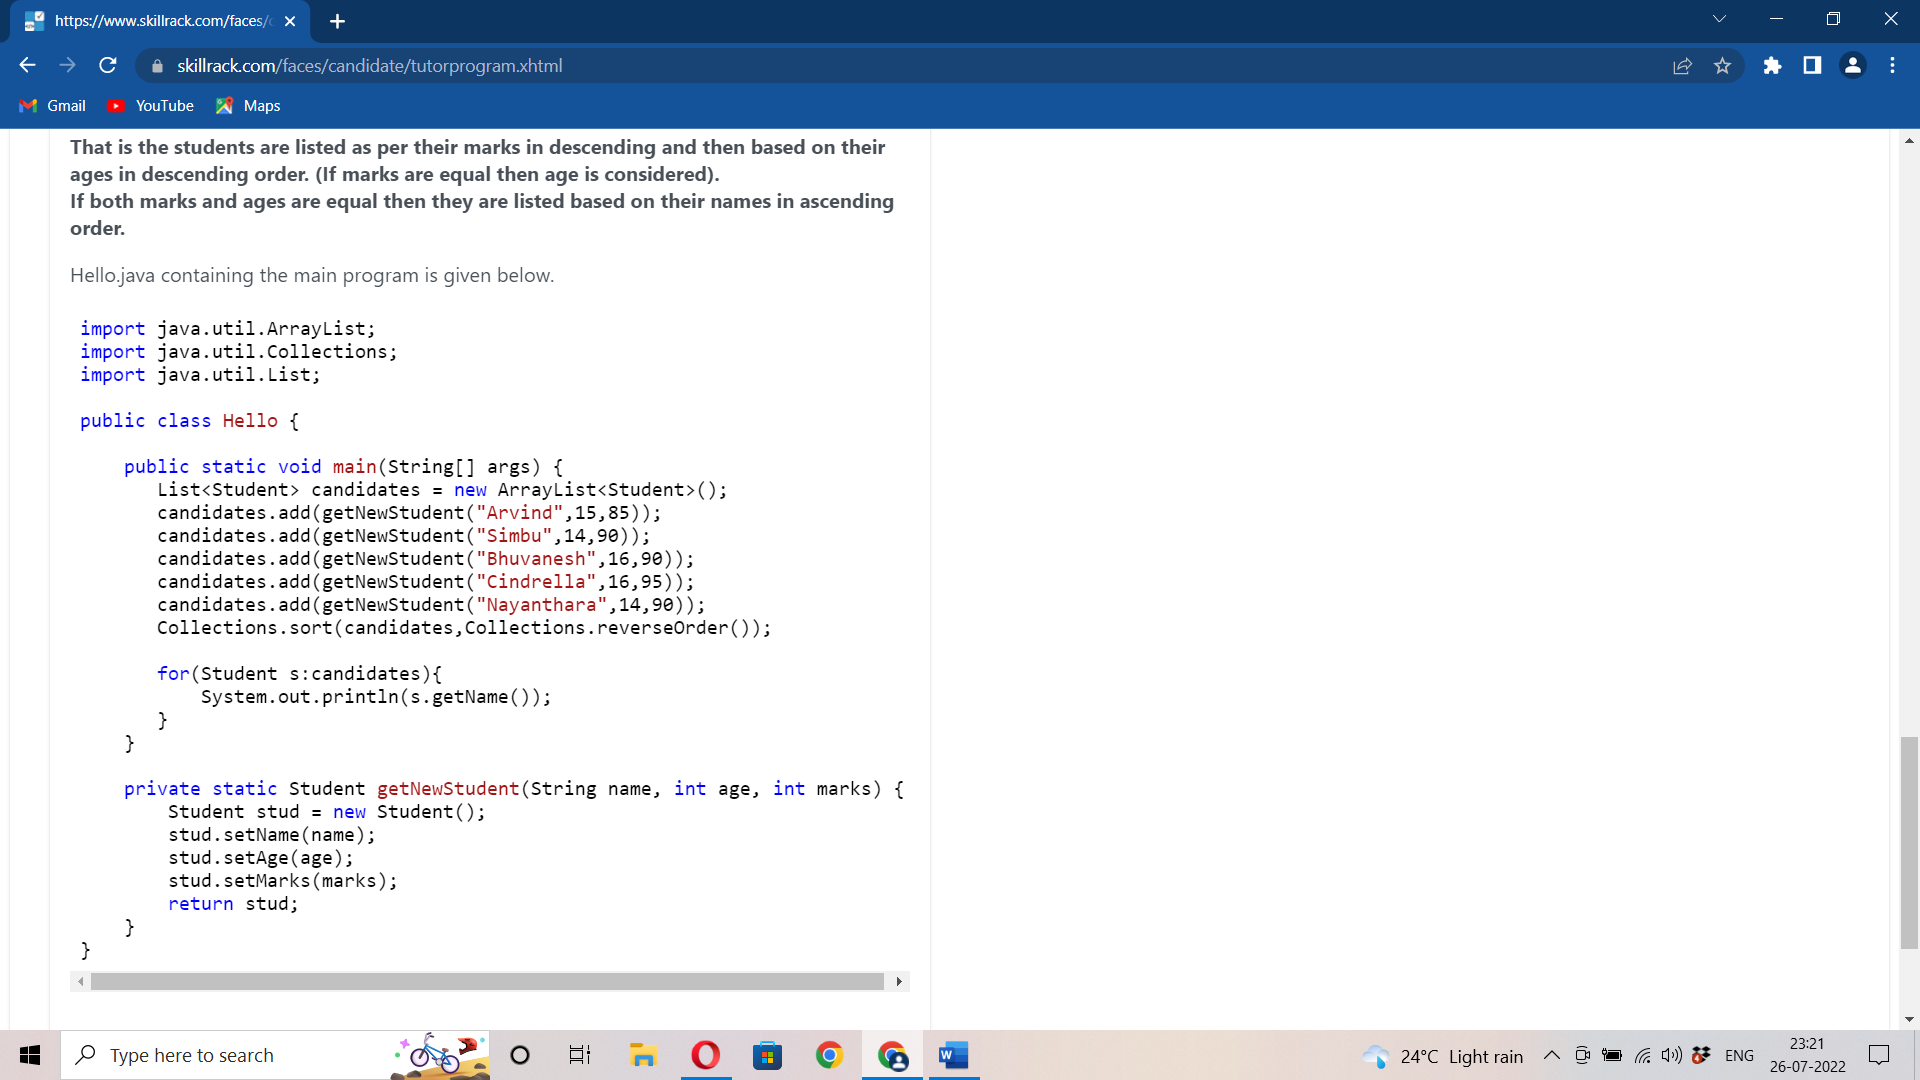 https://www.skillrack.com/faces/c
skillrack.com/faces/candidate/tutorprogram.xhtml
Gmail YouTube Maps
That is the students are listed as per their marks in descending and then based on their
ages in descending order. (If marks are equal then age is considered).
If both marks and ages are equal then they are listed based on their names in ascending
order.
Hello.java containing the main program is given below.
import java.util.ArrayList;
import java.util.Collections;
import java.util.List;
public class Hello {
public static void main(String[] args) {
List<Student> candidates = new ArrayList<Student>();
candidates.add(getNewStudent("Arvind",15,85));
candidates.add(getNewStudent("Simbu",14,90));
candidates.add(getNewStudent("Bhuvanesh",16,90));
candidates.add(getNewStudent("Cindrella",16,95));
candidates.add(getNewStudent("Nayanthara",14,90));
Collections.sort(candidates,Collections.reverseOrder());
for(Student s:candidates){
System.out.println(s.getName());
}
}
private static Student getNewStudent(String name, int age, int marks) {
Student stud = new Student();
stud.setName(name);
stud.setAge(age);
stud.setMarks(marks);
return stud;
}
}
Type here to search
24°C Light rain
ENG
23:21
26-07-2022